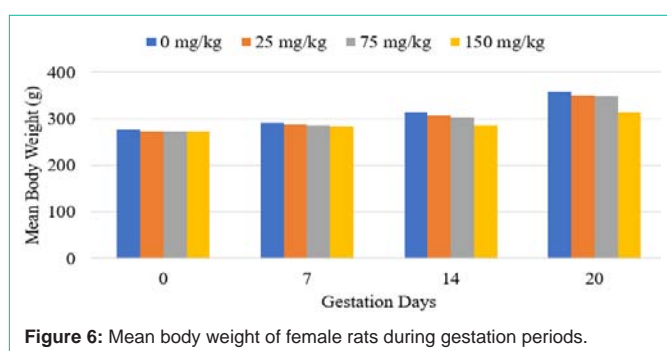 0 mg/kg 25 mg/kg 75 mg/kg 150 mg/kg
Mean Body Weight (g)
400
300
200
100
0
0 7 14 20
Gestation Days
Figure 6: Mean body weight of female rats during gestation periods.